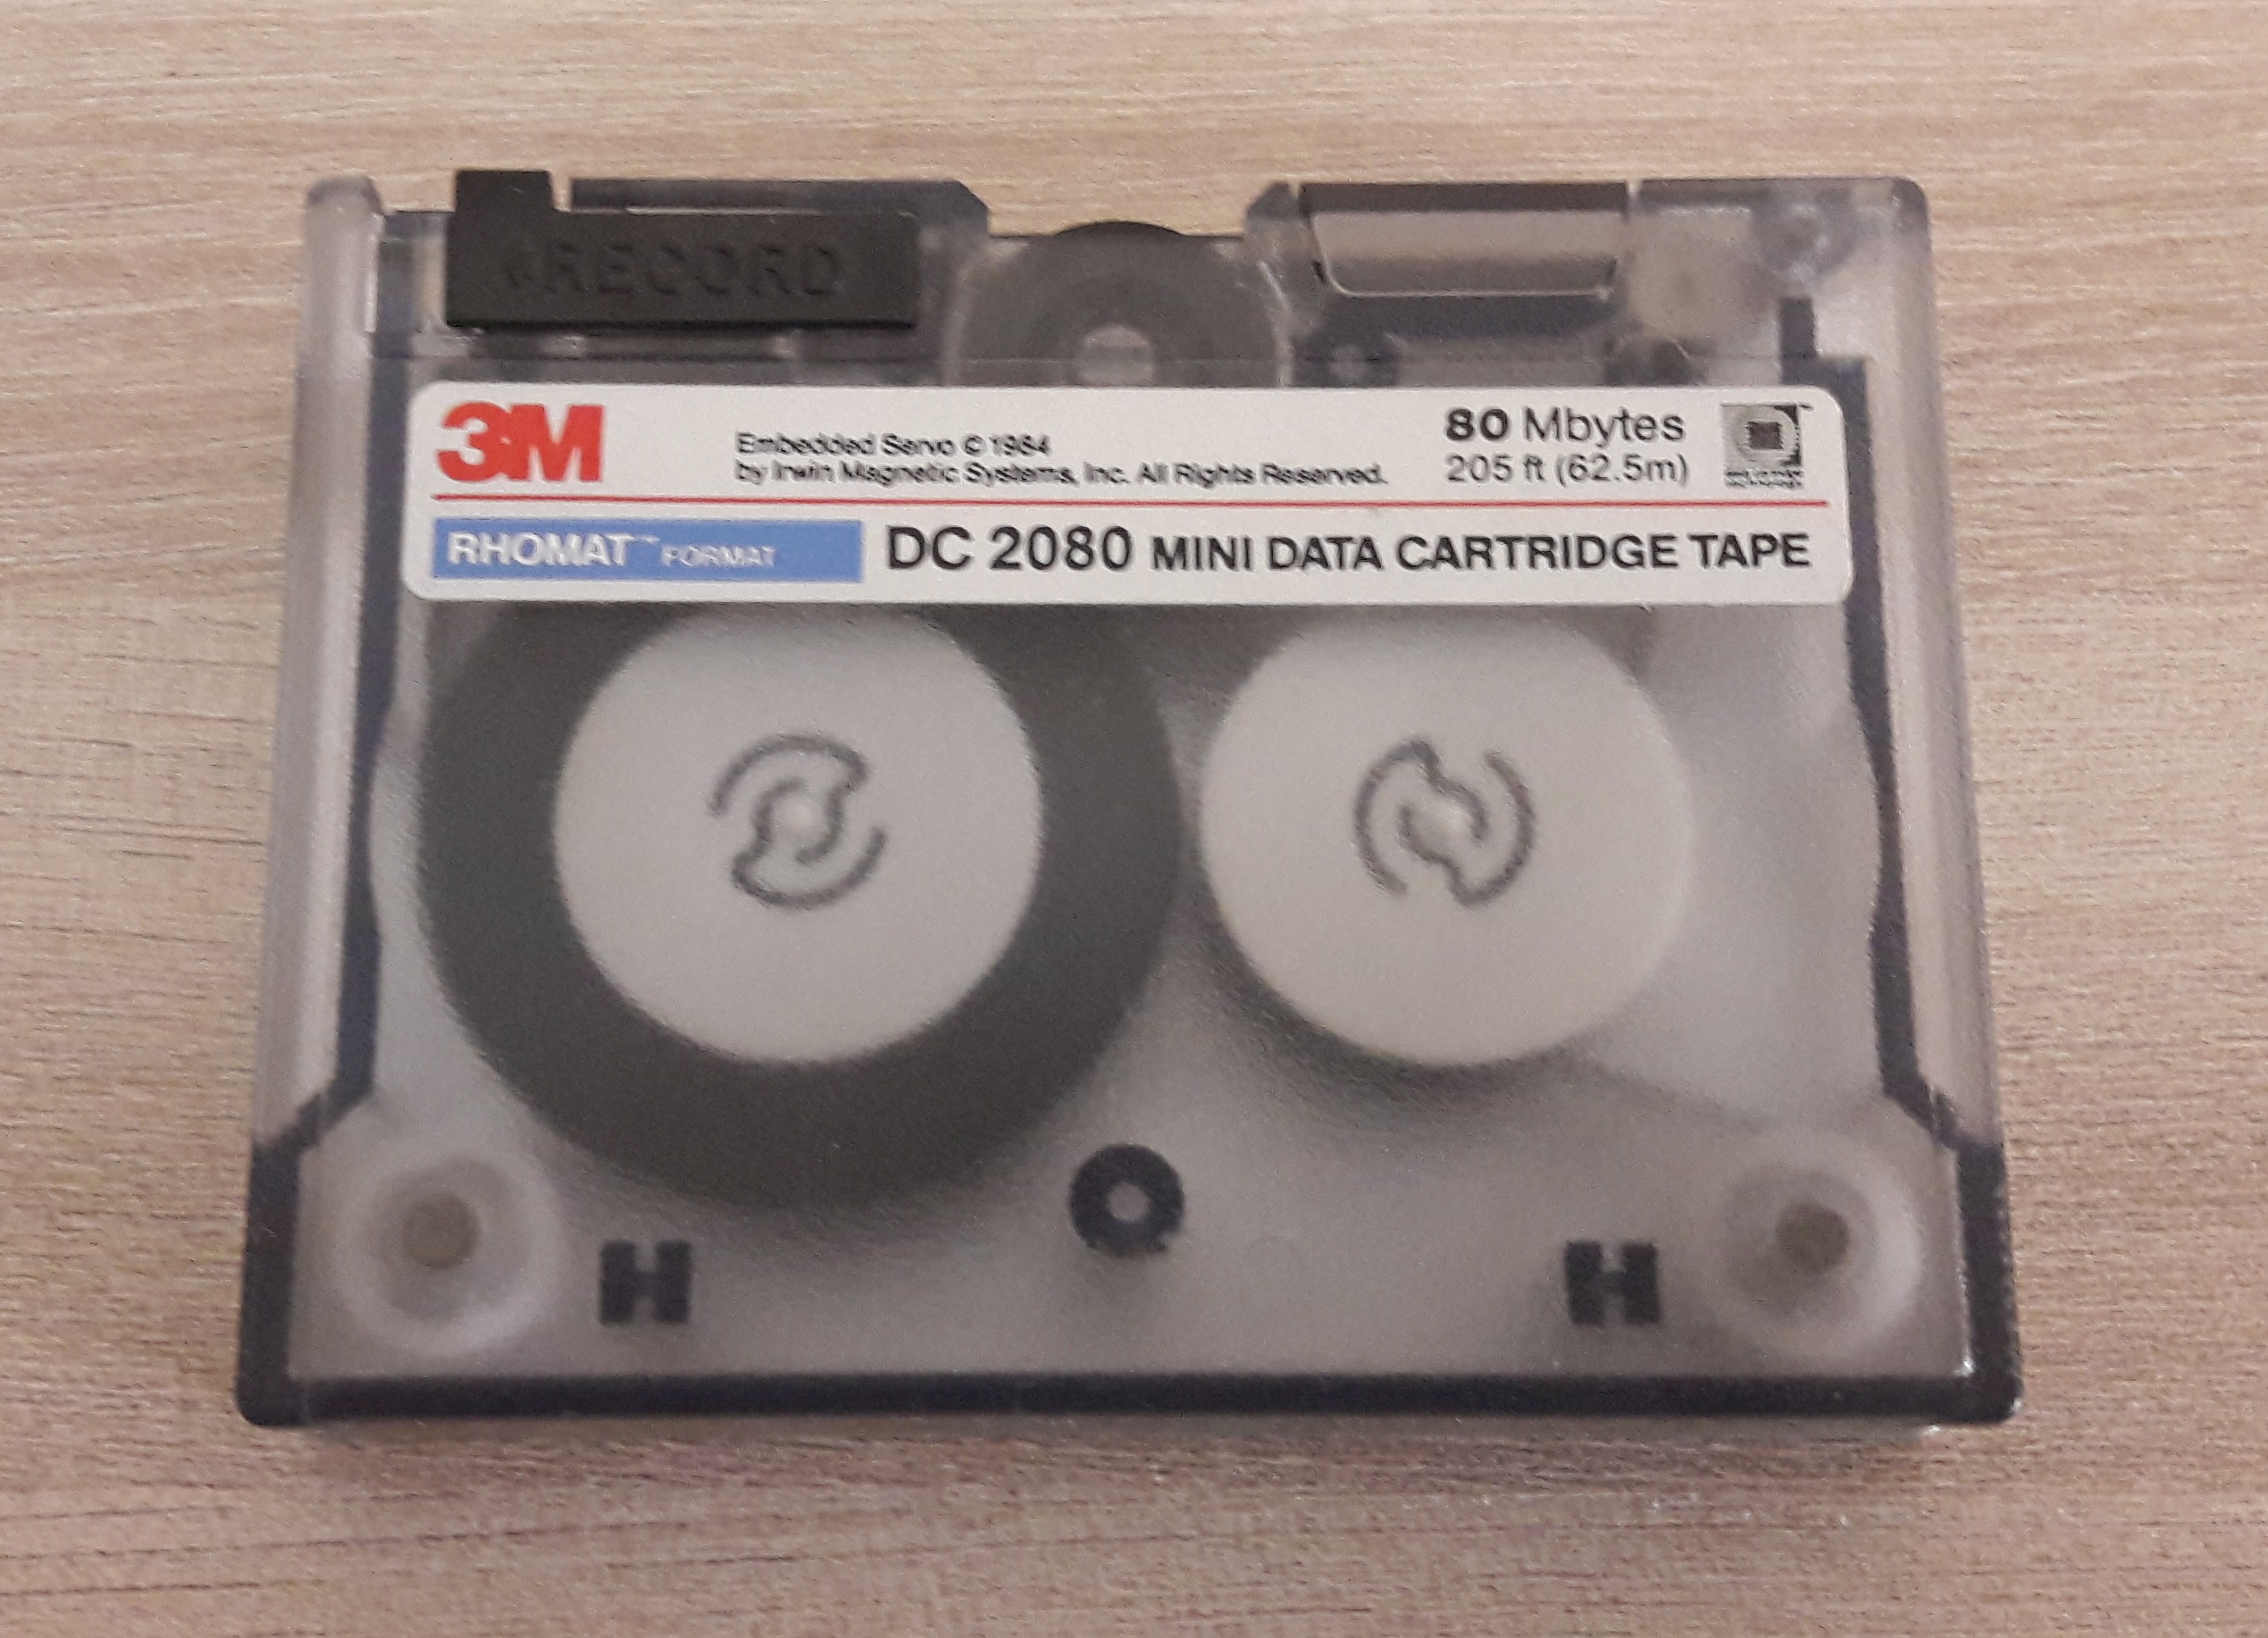 RECORD
3M
Embedded Servo © 1984
by Irwin Magnetic Systems, Inc. All Rights Reserved.
80 Mbytes
205 ft (62.5m)
RHOMAT™ FORMAT
DC 2080 MINI DATA CARTRIDGE TAPE